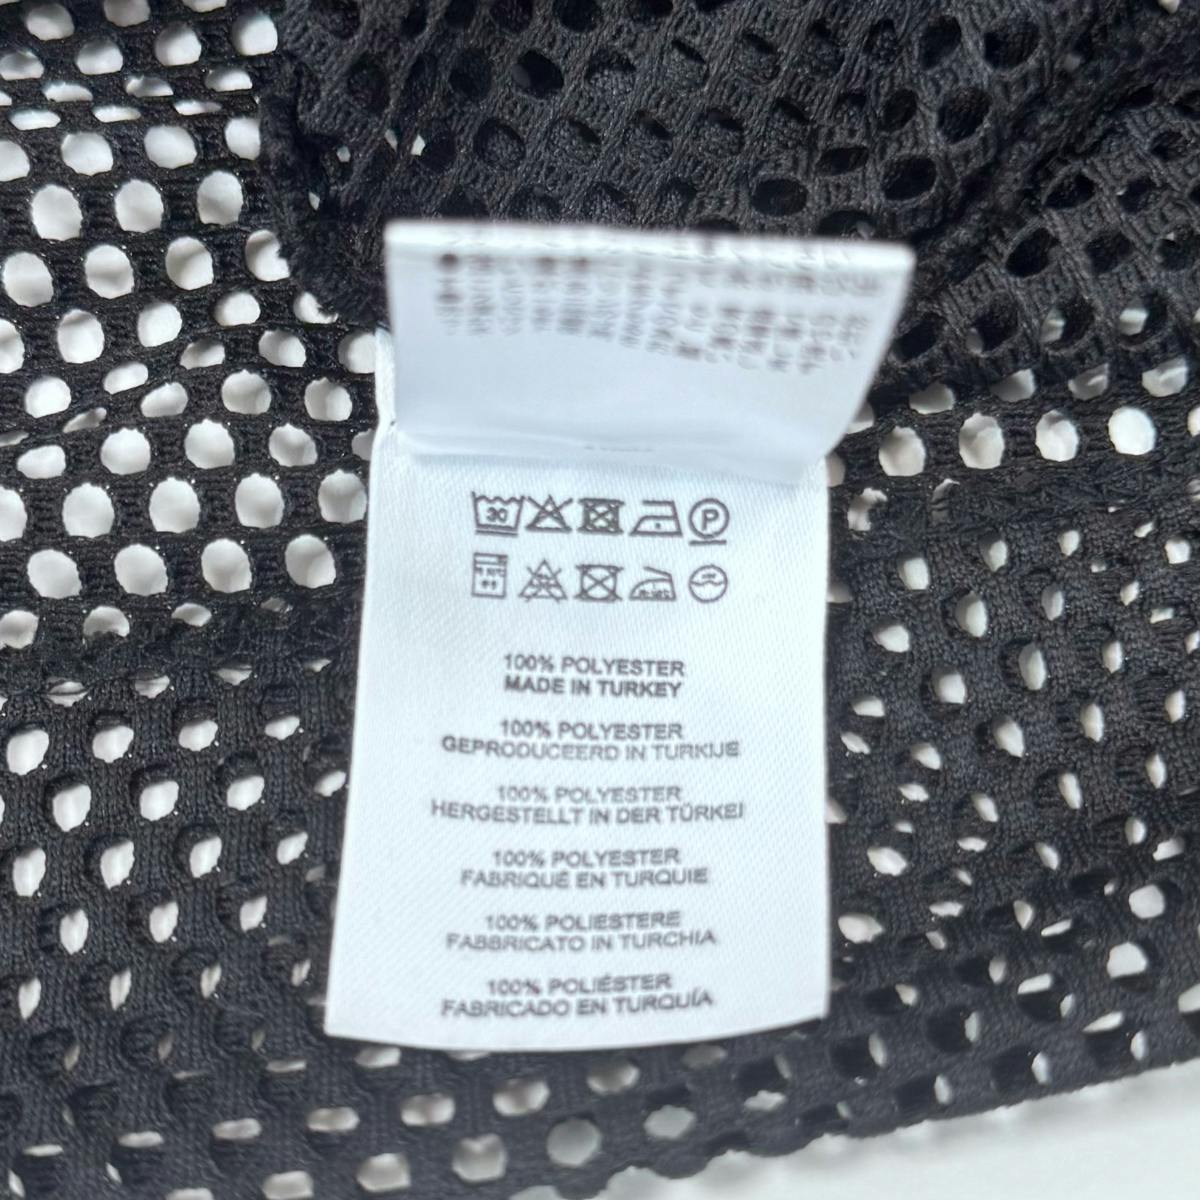 30 P
100% POLYESTER
MADE IN TURKEY
100% POLYESTER
GEPRODUCEERD IN TURKIJE
100% POLYESTER
HERGESTELLT IN DER TÜRKEI
100% POLYESTER
FABRIQUÉ EN TURQUIE
100% POLIESTERE
FABBRICATO IN TURCHIA
100% POLIÉSTER
FABRICADO EN TURQUÍA